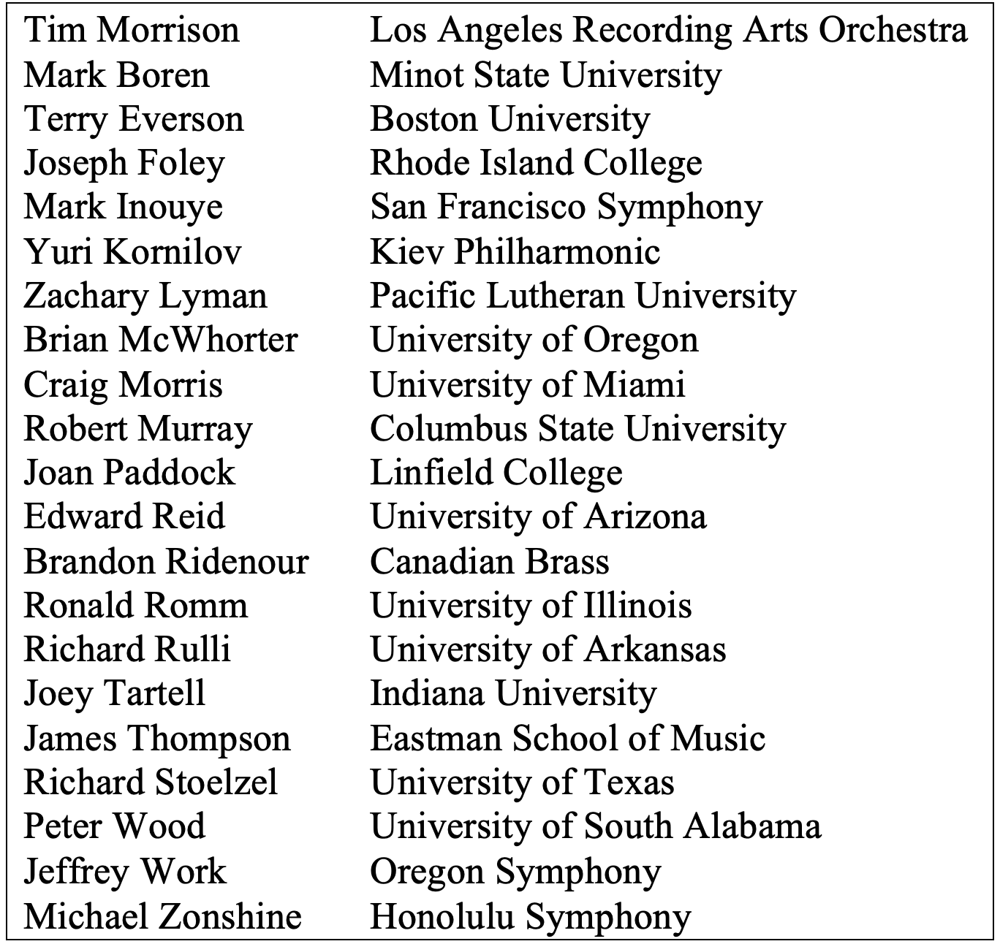 Tim Morrison Los Angeles Recording Arts Orchestra
Mark Boren Minot State University
Terry Everson Boston University
Joseph Foley Rhode Island College
Mark Inouye San Francisco Symphony
Yuri Kornilov Kiev Philharmonic
Zachary Lyman Pacific Lutheran University
Brian McWhorter University of Oregon
Craig Morris University of Miami
Robert Murray Columbus State University
Joan Paddock Linfield College
Edward Reid University of Arizona
Brandon Ridenour Canadian Brass
Ronald Romm University of Illinois
Richard Rulli University of Arkansas
Joey Tartell Indiana University
James Thompson Eastman School of Music
Richard Stoelzel University of Texas
Peter Wood University of South Alabama
Jeffrey Work Oregon Symphony
Michael Zonshine Honolulu Symphony